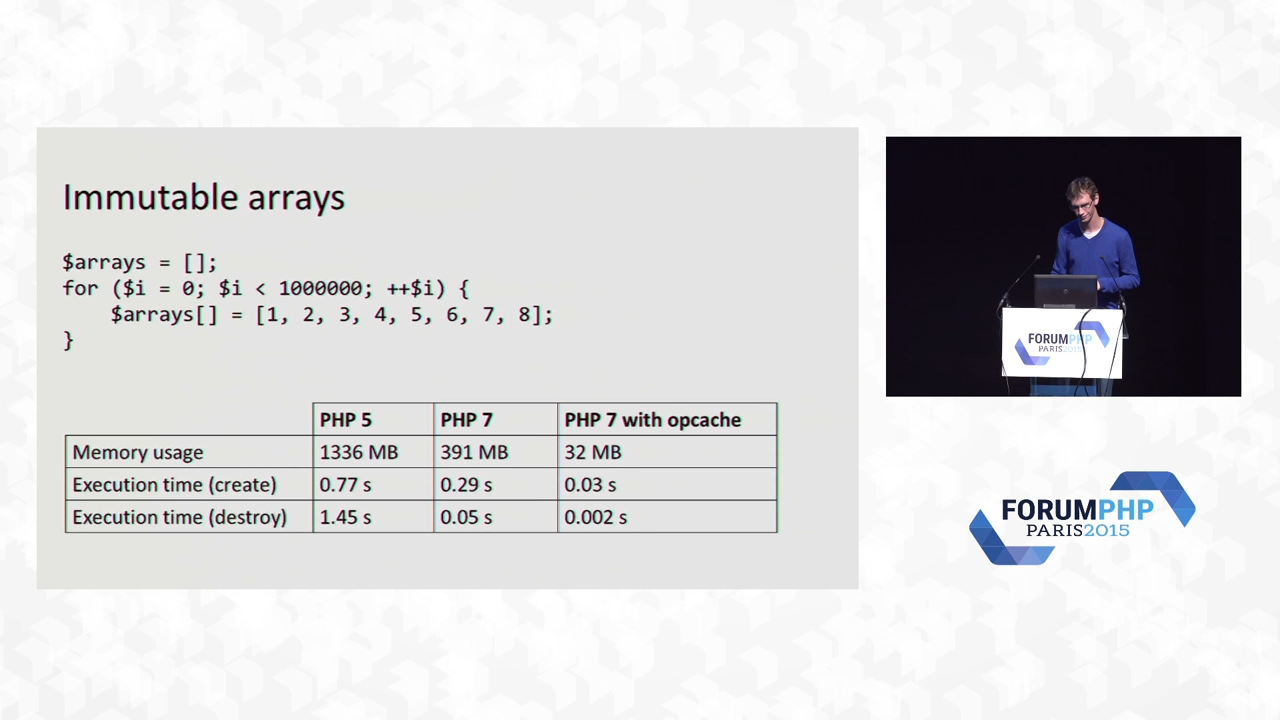 Immutable arrays
$arrays = [];
for ($i = 0; $i < 1000000; ++$i) {
    $arrays[] = [1, 2, 3, 4, 5, 6, 7, 8];
}
PHP 5 PHP 7 PHP 7 with opcache
Memory usage 1336 MB 391 MB 32 MB
Execution time (create) 0.77 s 0.29 s 0.03 s
Execution time (destroy) 1.45 s 0.05 s 0.002 s
FORUMPHP
PARIS2015
FORUMPHP
PARIS2015